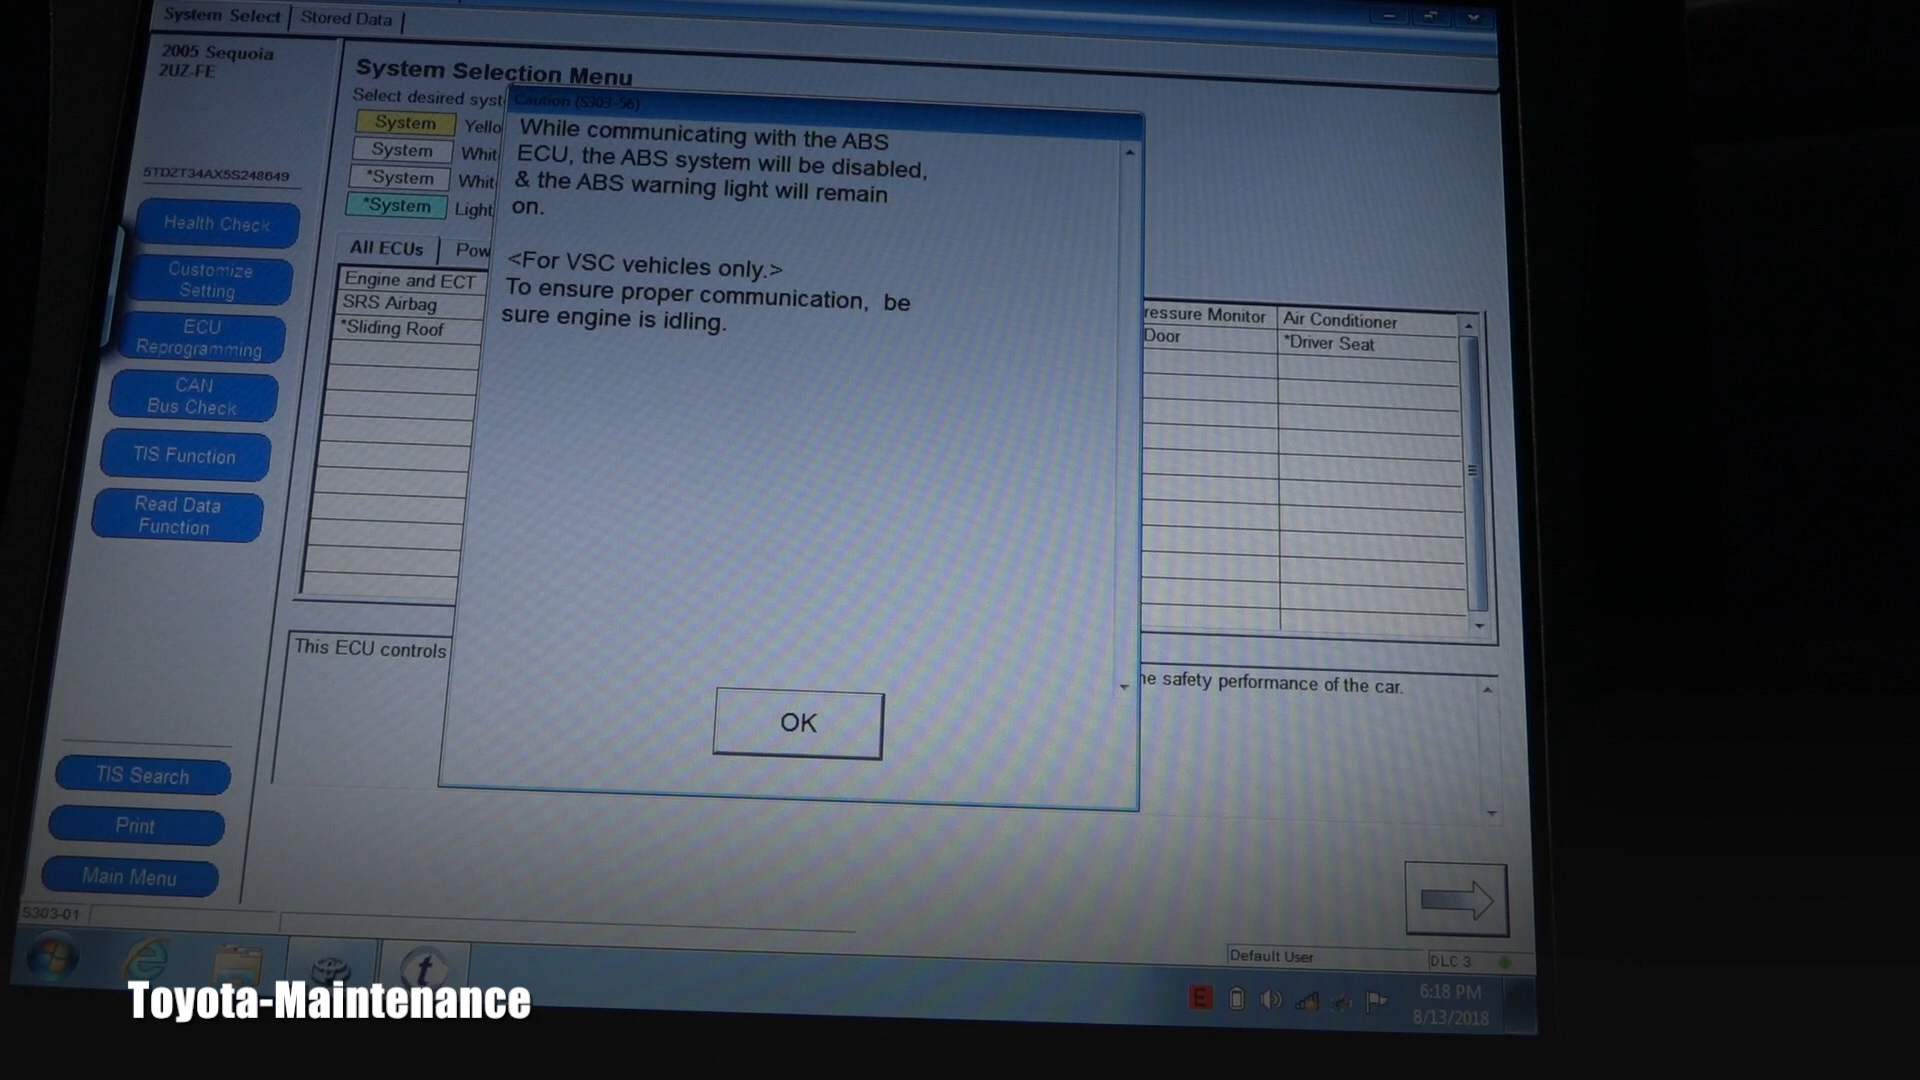 System Select
Stored Data
2005 Sequoia
2UZ-FE
5TDZT34AX5S248649
Health Check
Customize
Setting
ECU
Reprogramming
CAN
Bus Check
TIS Function
Read Data
Function
TIS Search
Print
Main Menu
S303-01
System Selection Menu
Select desired syst
System Yello
System Whit
*System Whit
*System Light
All ECUs Pow
Engine and ECT
SRS Airbag
*Sliding Roof
This ECU controls
Caution (S303-56)
While communicating with the ABS
ECU, the ABS system will be disabled,
& the ABS warning light will remain
on.
<For VSC vehicles only.>
To ensure proper communication, be
sure engine is idling.
OK
ressure Monitor Air Conditioner
Door *Driver Seat
he safety performance of the car.
Default User
DLC 3
E
6:18 PM
8/13/2018
t
Toyota-Maintenance